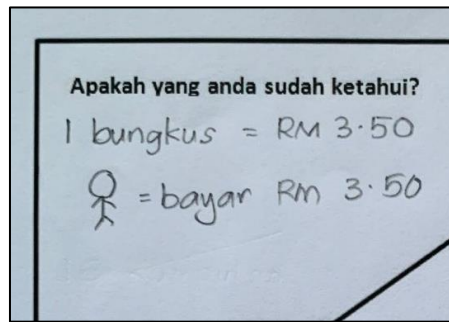 Apakah yang anda sudah ketahui?
1 bungkus = RM 3.50
= bayar RM 3.50